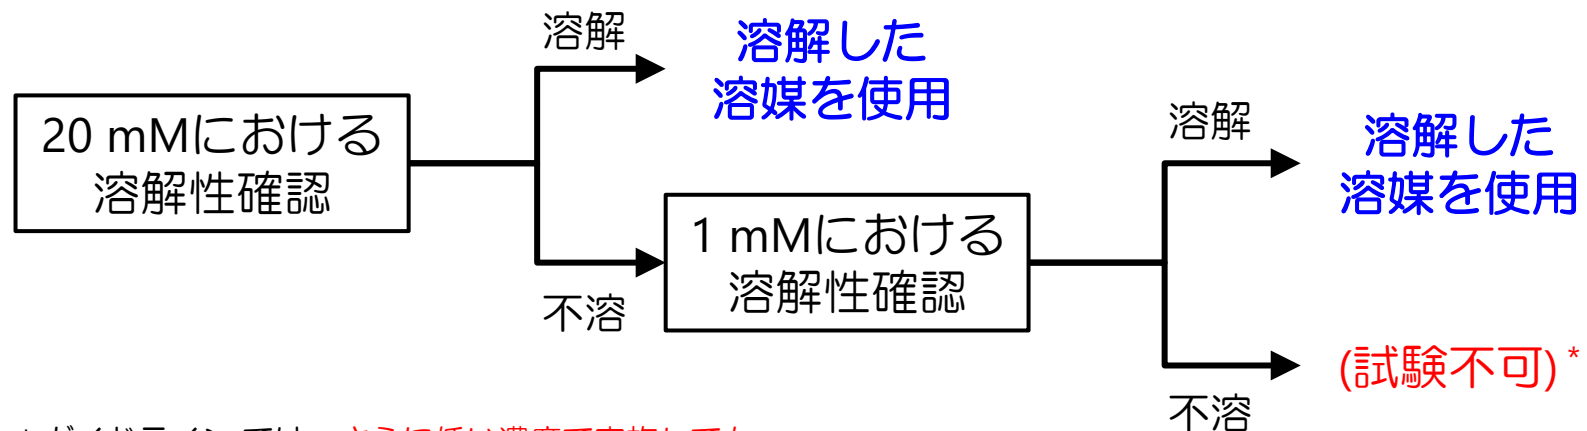 溶解
溶解した
溶媒を使用
20 mMにおける
溶解性確認
溶解
溶解した
溶媒を使用
1 mMにおける
溶解性確認
不溶
(試験不可)*
不溶